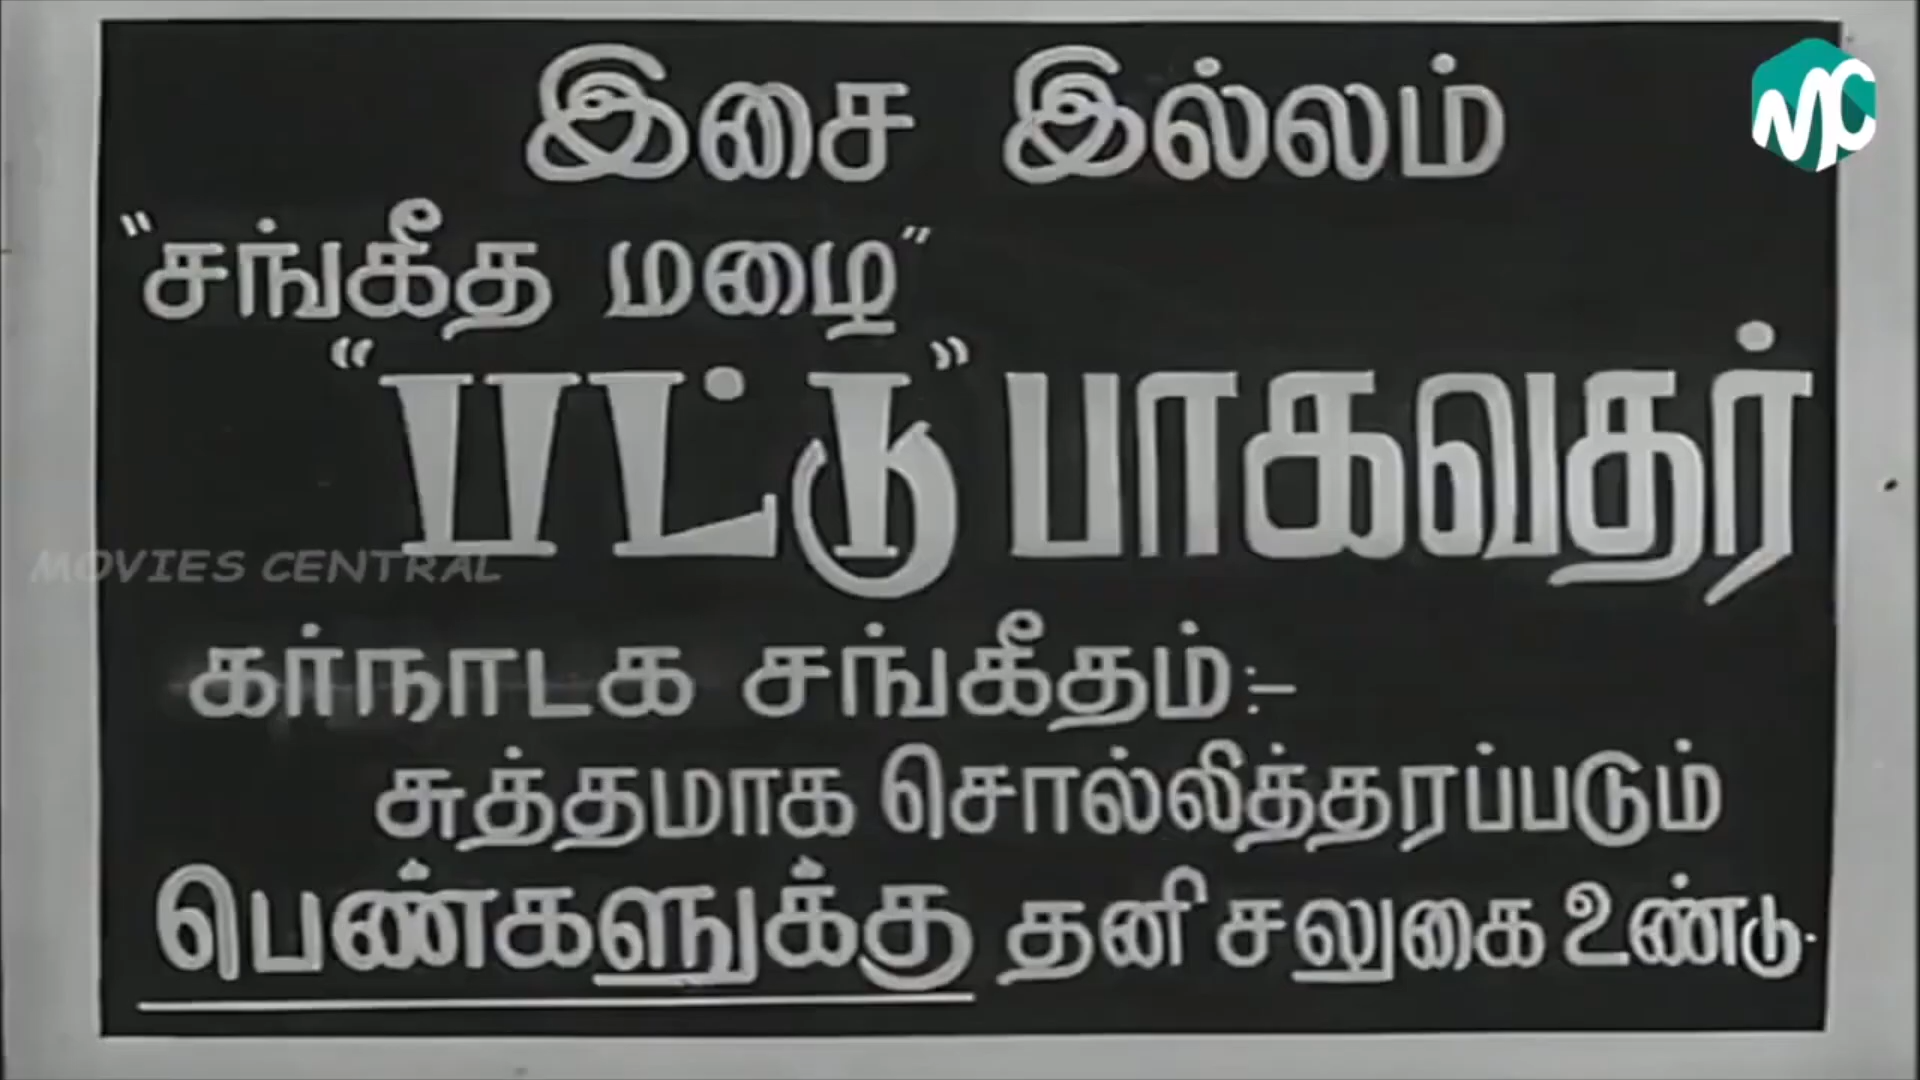 இசை இல்லம்
"சங்கீத மழை"
"பட்டு" பாகவதர்
கர்நாடக சங்கீதம்:-
சுத்தமாக சொல்லித்தரப்படும்
பெண்களுக்கு தனி சலுகை உண்டு.
MOVIES CENTRAL
MC